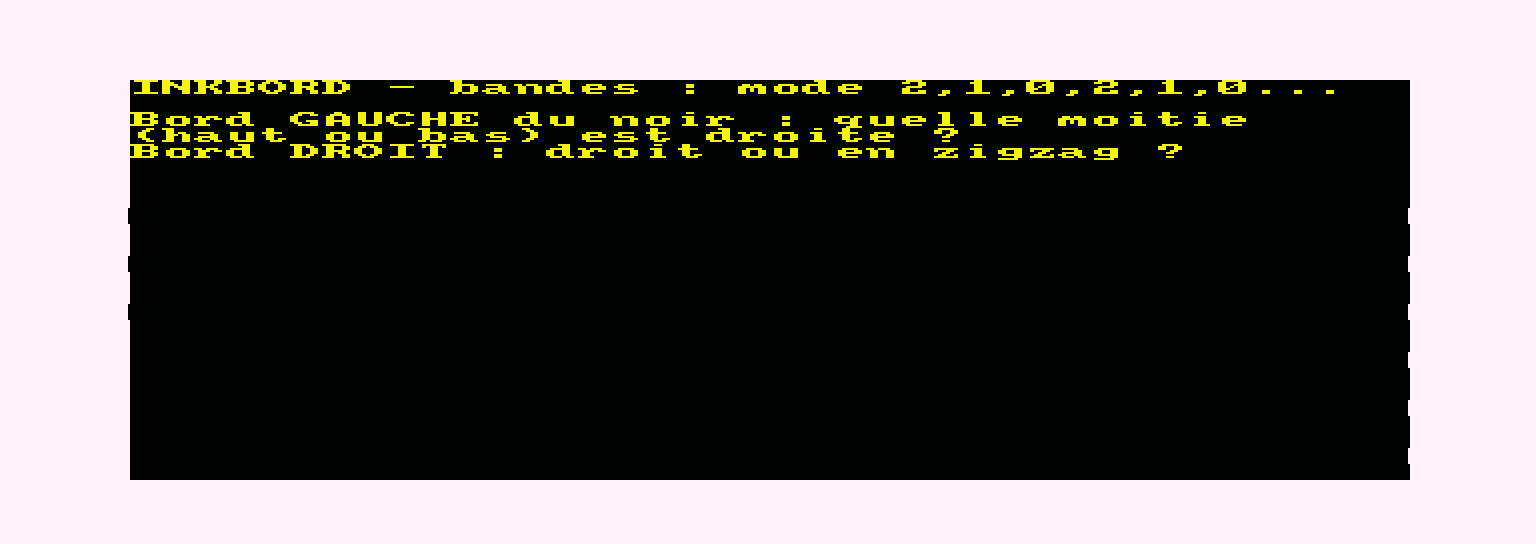 INKBORD - bandes : mode 2,1,0,2,1,0...
Bord GAUCHE du noir : quelle moitie
(haut ou bas) est droite ?
Bord DROIT : droit ou en zigzag ?